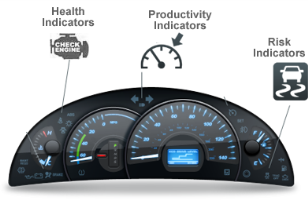 Health
Indicators
Productivity
Indicators
Risk
Indicators
CHECK
ENGINE